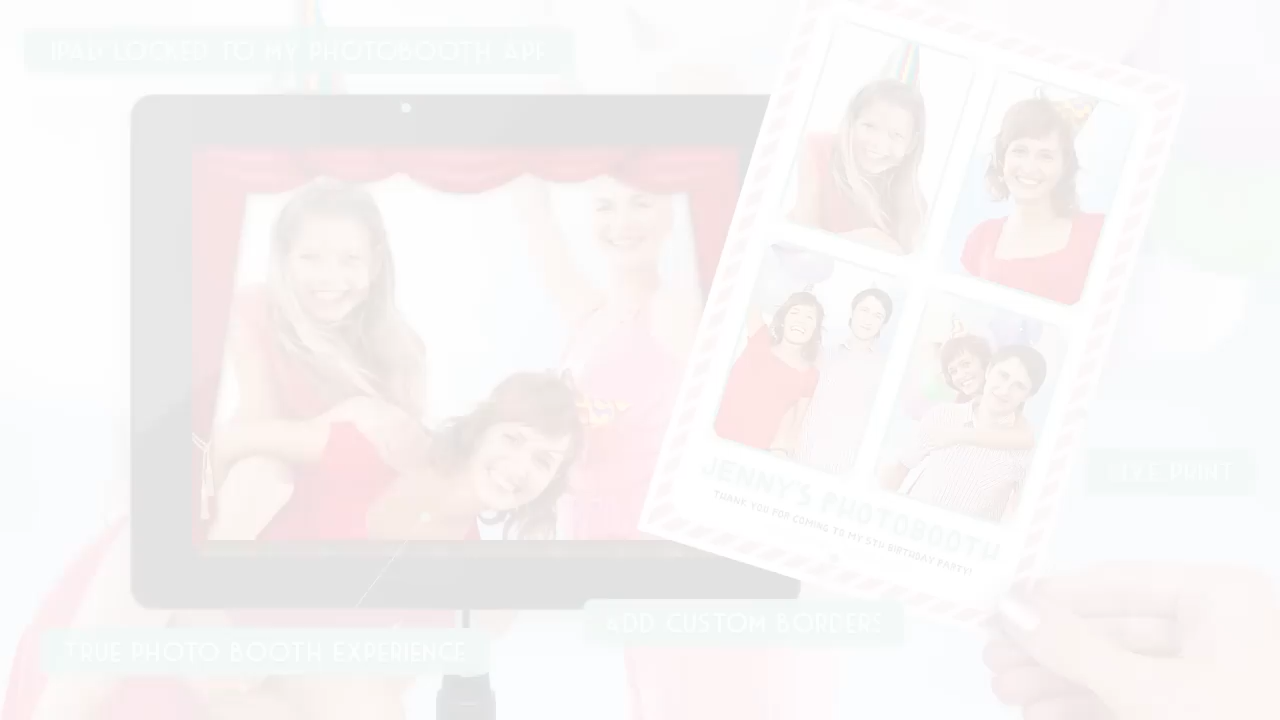 IPAD LOCKED TO MY PHOTOBOOTH APP
JENNY'S PHOTOBOOTH
THANK YOU FOR COMING TO MY 5TH BIRTHDAY PARTY!
LIVE PRINT
ADD CUSTOM BORDERS
TRUE PHOTO BOOTH EXPERIENCE